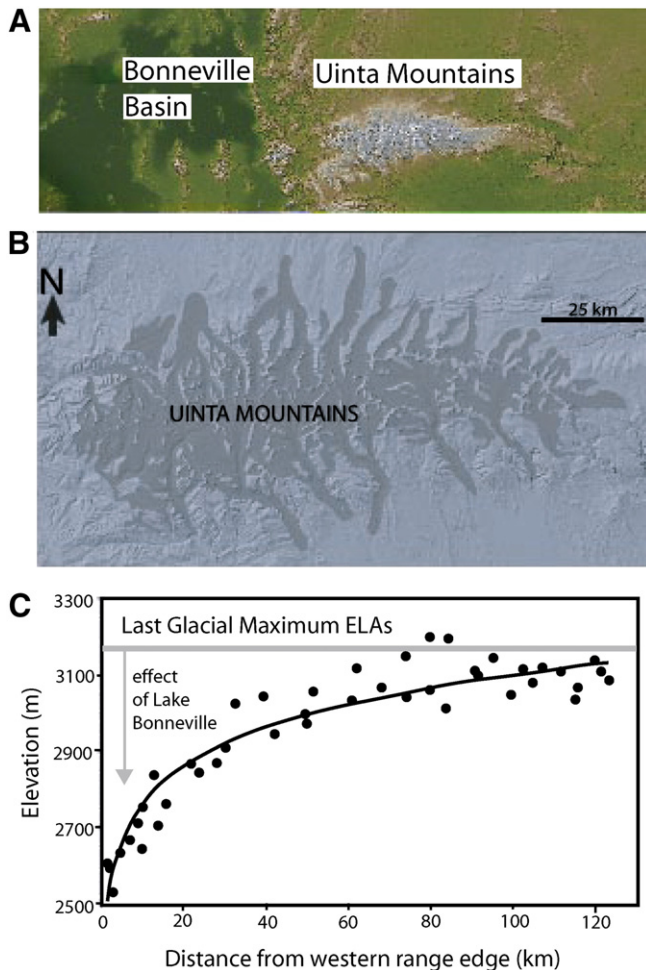 A
Bonneville
Basin
Uinta Mountains
B
N
25 km
UINTA MOUNTAINS
C
3300
3100
2900
2700
2500
Elevation (m)
Last Glacial Maximum ELAs
effect
of Lake
Bonneville
0
20
40
60
80
100
120
Distance from western range edge (km)